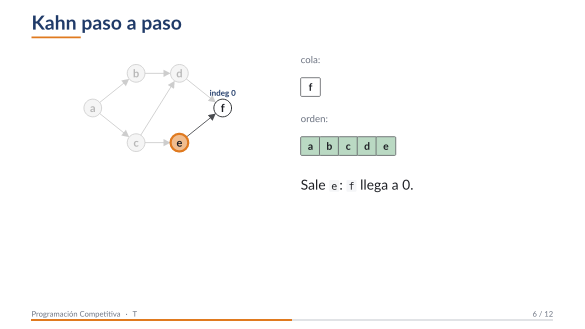 Kahn paso a paso
a
b
c
d
e
indeg 0
f
cola:
f
orden:
a b c d e
Sale e: f llega a 0.
Programación Competitiva · T
6 / 12